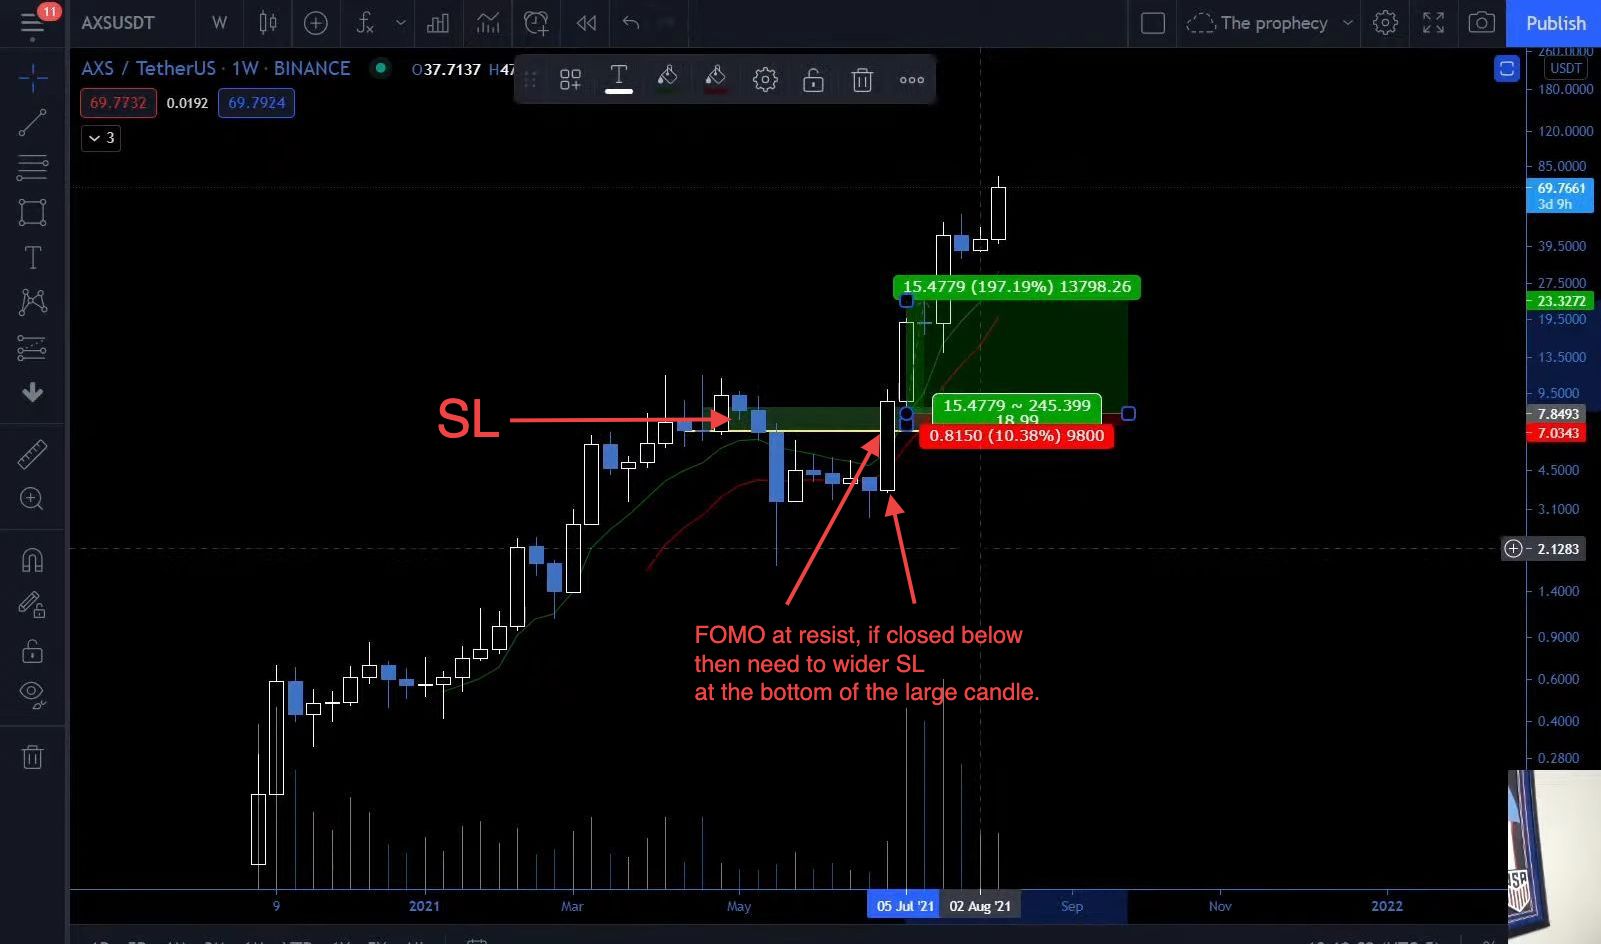 11
AXSUSDT
W
The prophecy
Publish
AXS / TetherUS · 1W · BINANCE
O37.7137 H47
69.7732
0.0192
69.7924
3
T
T
260.0000
USDT
180.0000
120.0000
85.0000
69.7661
3d 9h
39.5000
27.5000
23.3272
19.5000
13.5000
9.5000
7.8493
7.0343
4.5000
3.1000
2.1283
1.4000
0.9000
0.6000
0.4000
0.2800
15.4779 (197.19%) 13798.26
15.4779 ~ 245.399
18.99
0.8150 (10.38%) 9800
SL
FOMO at resist, if closed below
then need to wider SL
at the bottom of the large candle.
9
2021
Mar
May
05 Jul '21
02 Aug '21
Sep
Nov
2022